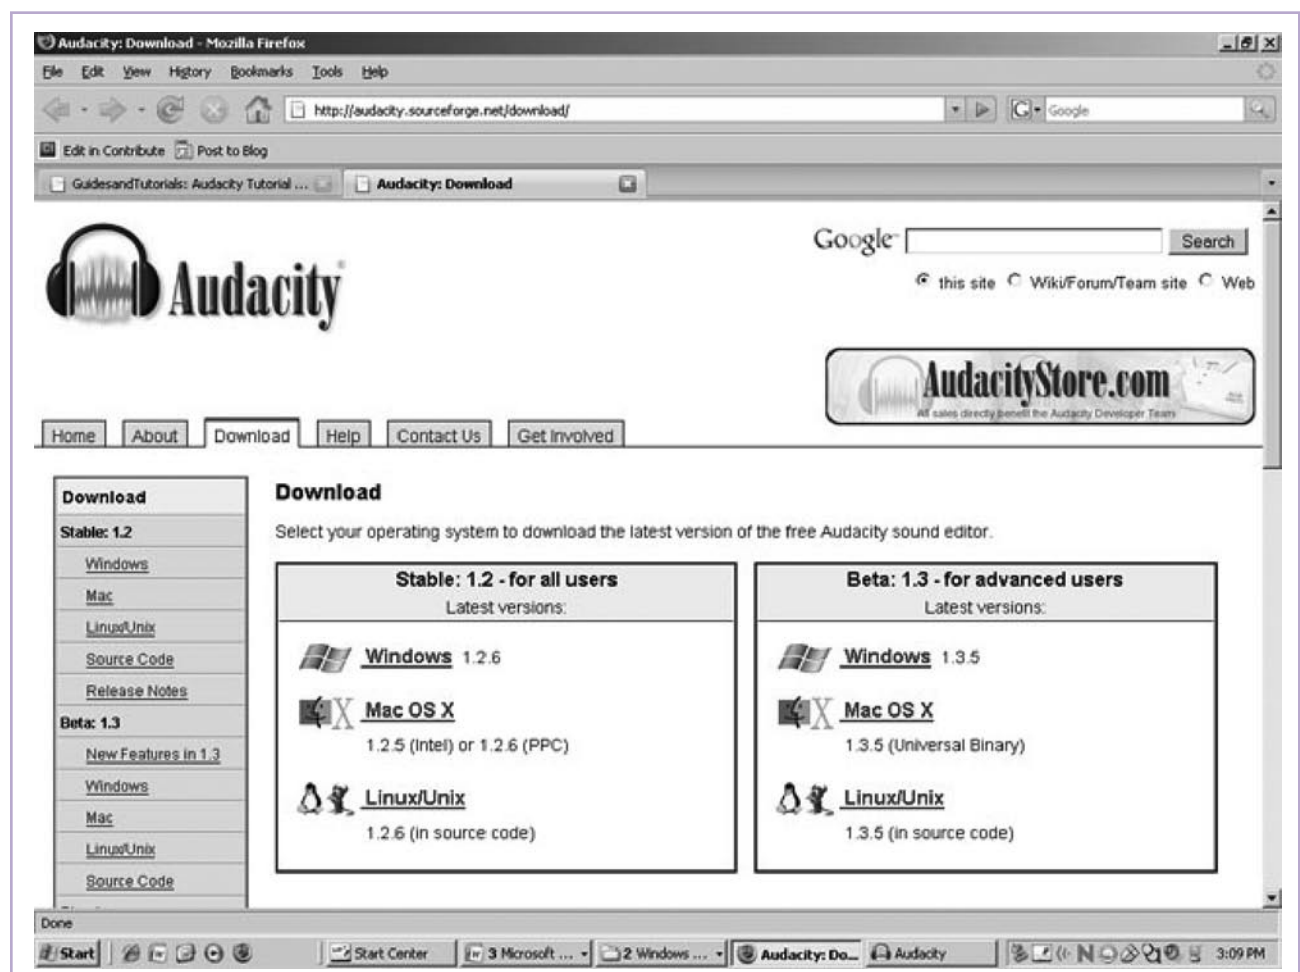 Audacity: Download - Mozilla Firefox
File Edit View History Bookmarks Tools Help
http://audacity.sourceforge.net/download/
G Google
Edit in Contribute Post to Blog
GuidesandTutorials: Audacity Tutorial ... Audacity: Download
Audacity
Google Search
this site Wiki/Forum/Team site Web
AudacityStore.com
All sales directly benefit the Audacity Developer Team
Home About Download Help Contact Us Get Involved
Download
Stable: 1.2
Windows
Mac
Linux/Unix
Source Code
Release Notes
Beta: 1.3
New Features in 1.3
Windows
Mac
Linux/Unix
Source Code
Download
Select your operating system to download the latest version of the free Audacity sound editor.
Stable: 1.2 - for all users
Latest versions:
Windows 1.2.6
Mac OS X
1.2.5 (Intel) or 1.2.6 (PPC)
Linux/Unix
1.2.6 (in source code)
Beta: 1.3 - for advanced users
Latest versions:
Windows 1.3.5
Mac OS X
1.3.5 (Universal Binary)
Linux/Unix
1.3.5 (in source code)
Done
Start Start Center 3 Microsoft ... 2 Windows ... Audacity: Do... Audacity 3:09 PM